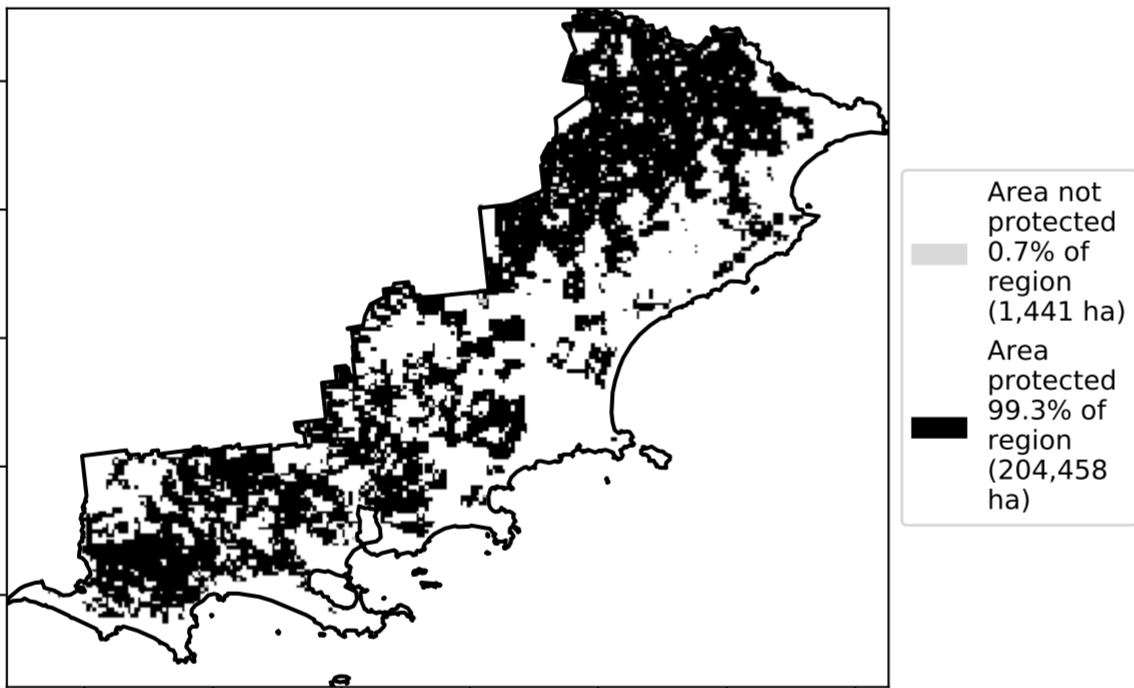 Area not
protected
0.7% of
region
(1,441 ha)
Area
protected
99.3% of
region
(204,458
ha)